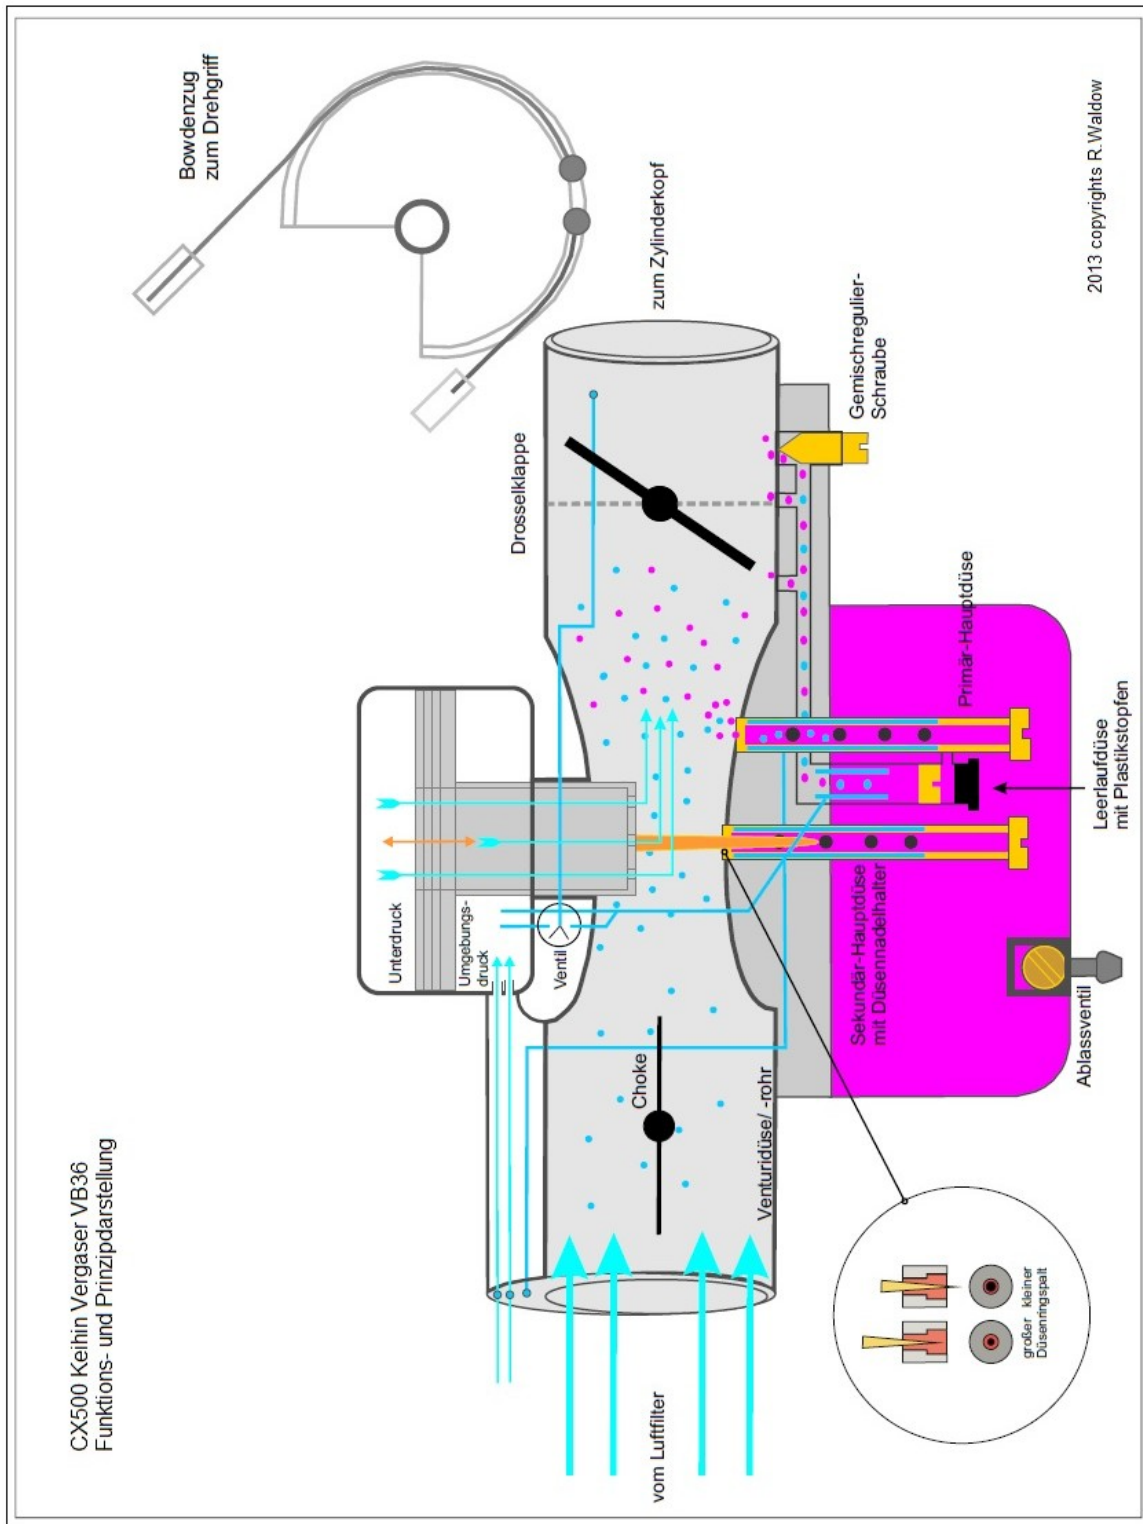 CX500 Keihin Vergaser VB36
Funktions- und Prinzipdarstellung
Bowdenzug
zum Drehgriff
Unterdruck
Umgebungs-
druck
Ventil
Drosselklappe
vom Luftfilter
Choke
zum Zylinderkopf
Venturidüse/ -rohr
Sekundär-Hauptdüse
mit Düsennadelhalter
Primär-Hauptdüse
Gemischregulier-
Schraube
großer kleiner
Düsenringspalt
Ablassventil
Leerlaufdüse
mit Plastikstopfen
2013 copyrights R.Waldow